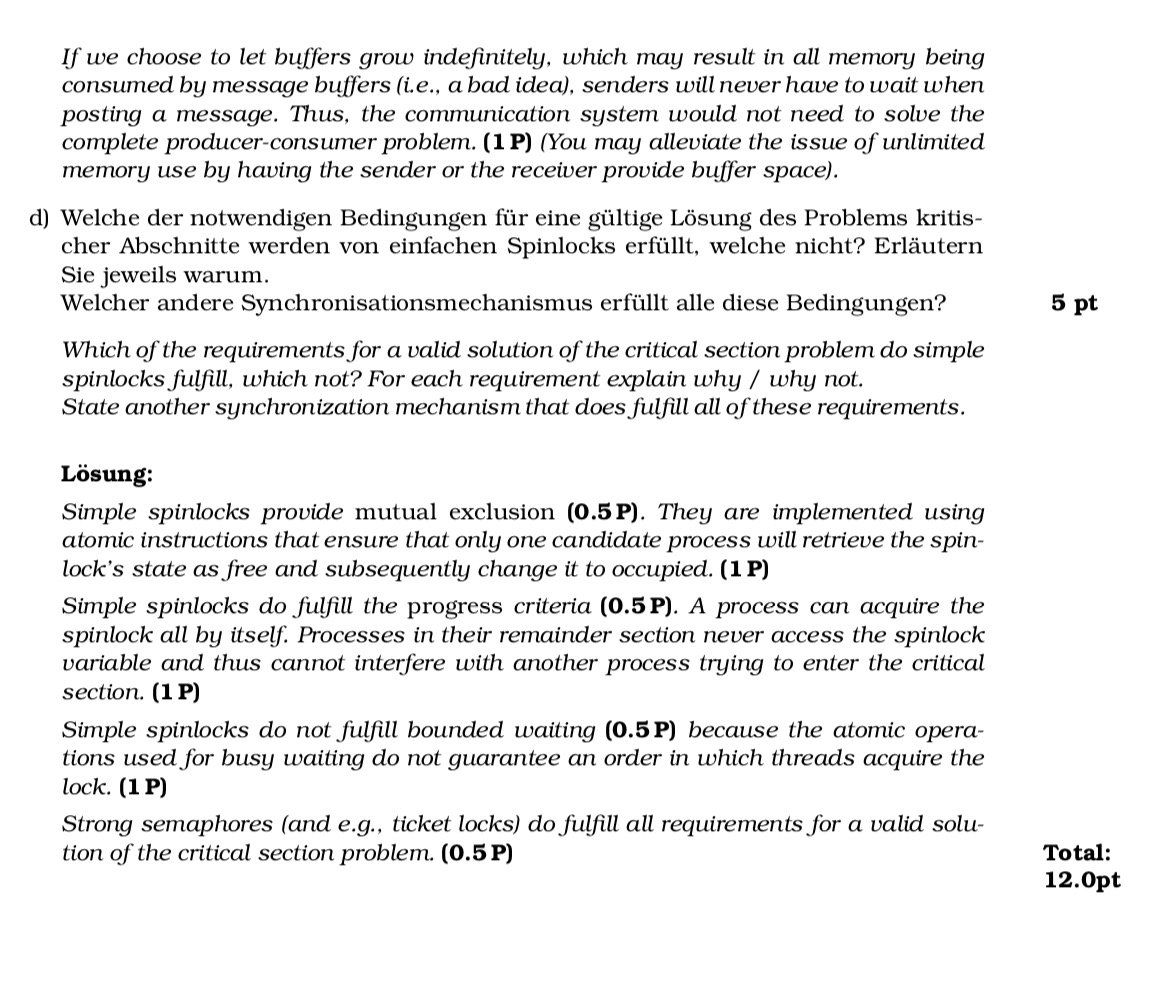 If we choose to let buffers grow indefinitely, which may result in all memory being
consumed by message buffers (i.e., a bad idea), senders will never have to wait when
posting a message. Thus, the communication system would not need to solve the
complete producer-consumer problem. (1 P) (You may alleviate the issue of unlimited
memory use by having the sender or the receiver provide buffer space).
d) Welche der notwendigen Bedingungen für eine gültige Lösung des Problems kritis-
cher Abschnitte werden von einfachen Spinlocks erfüllt, welche nicht? Erläutern
Sie jeweils warum.
Welcher andere Synchronisationsmechanismus erfüllt alle diese Bedingungen? 5 pt
Which of the requirements for a valid solution of the critical section problem do simple
spinlocks fulfill, which not? For each requirement explain why / why not.
State another synchronization mechanism that does fulfill all of these requirements.
Lösung:
Simple spinlocks provide mutual exclusion (0.5 P). They are implemented using
atomic instructions that ensure that only one candidate process will retrieve the spin-
lock's state as free and subsequently change it to occupied. (1 P)
Simple spinlocks do fulfill the progress criteria (0.5 P). A process can acquire the
spinlock all by itself. Processes in their remainder section never access the spinlock
variable and thus cannot interfere with another process trying to enter the critical
section. (1 P)
Simple spinlocks do not fulfill bounded waiting (0.5 P) because the atomic opera-
tions used for busy waiting do not guarantee an order in which threads acquire the
lock. (1 P)
Strong semaphores (and e.g., ticket locks) do fulfill all requirements for a valid solu-
tion of the critical section problem. (0.5 P) Total:
12.0pt